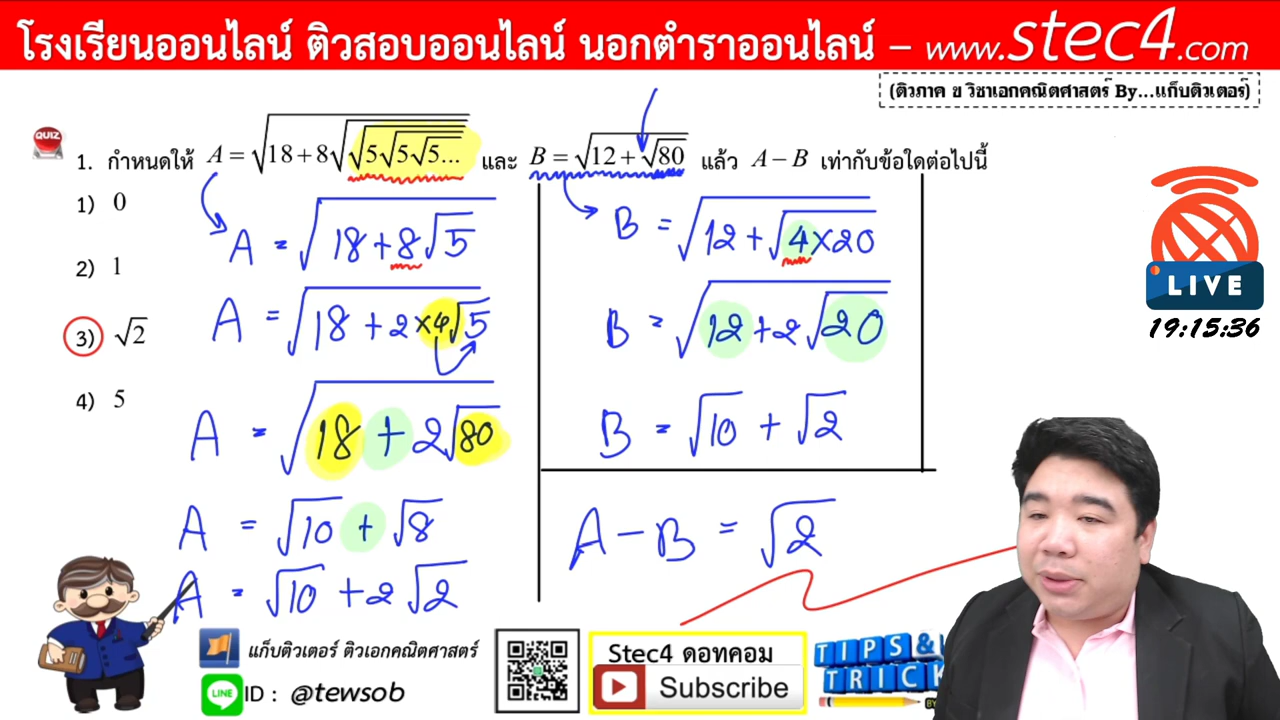 โรงเรียนออนไลน์ ติวสอบออนไลน์ นอกตำราออนไลน์ – www.stec4.com
(ติวภาค ข วิชาเอกคณิตศาสตร์ By...แก็บติวเตอร์)
QUIZ
1. กำหนดให้ A = √(18+8√(√(5√(5√(5...))))) และ B = √(12+√80) แล้ว A − B เท่ากับข้อใดต่อไปนี้
1) 0
2) 1
3) √2
4) 5
A = √(18+8√5)
A = √(18+2×4√5)
A = √(18+2√80)
A = √10 + √8
A = √10 + 2√2
B = √(12+√(4×20))
B = √(12+2√20)
B = √10 + √2
A − B = √2
LIVE
19:15:36
แก็บติวเตอร์ ติวเอกคณิตศาสตร์
LINE ID : @tewsob
Stec4 ดอทคอม
Subscribe
TIPS &
TRICK
BY